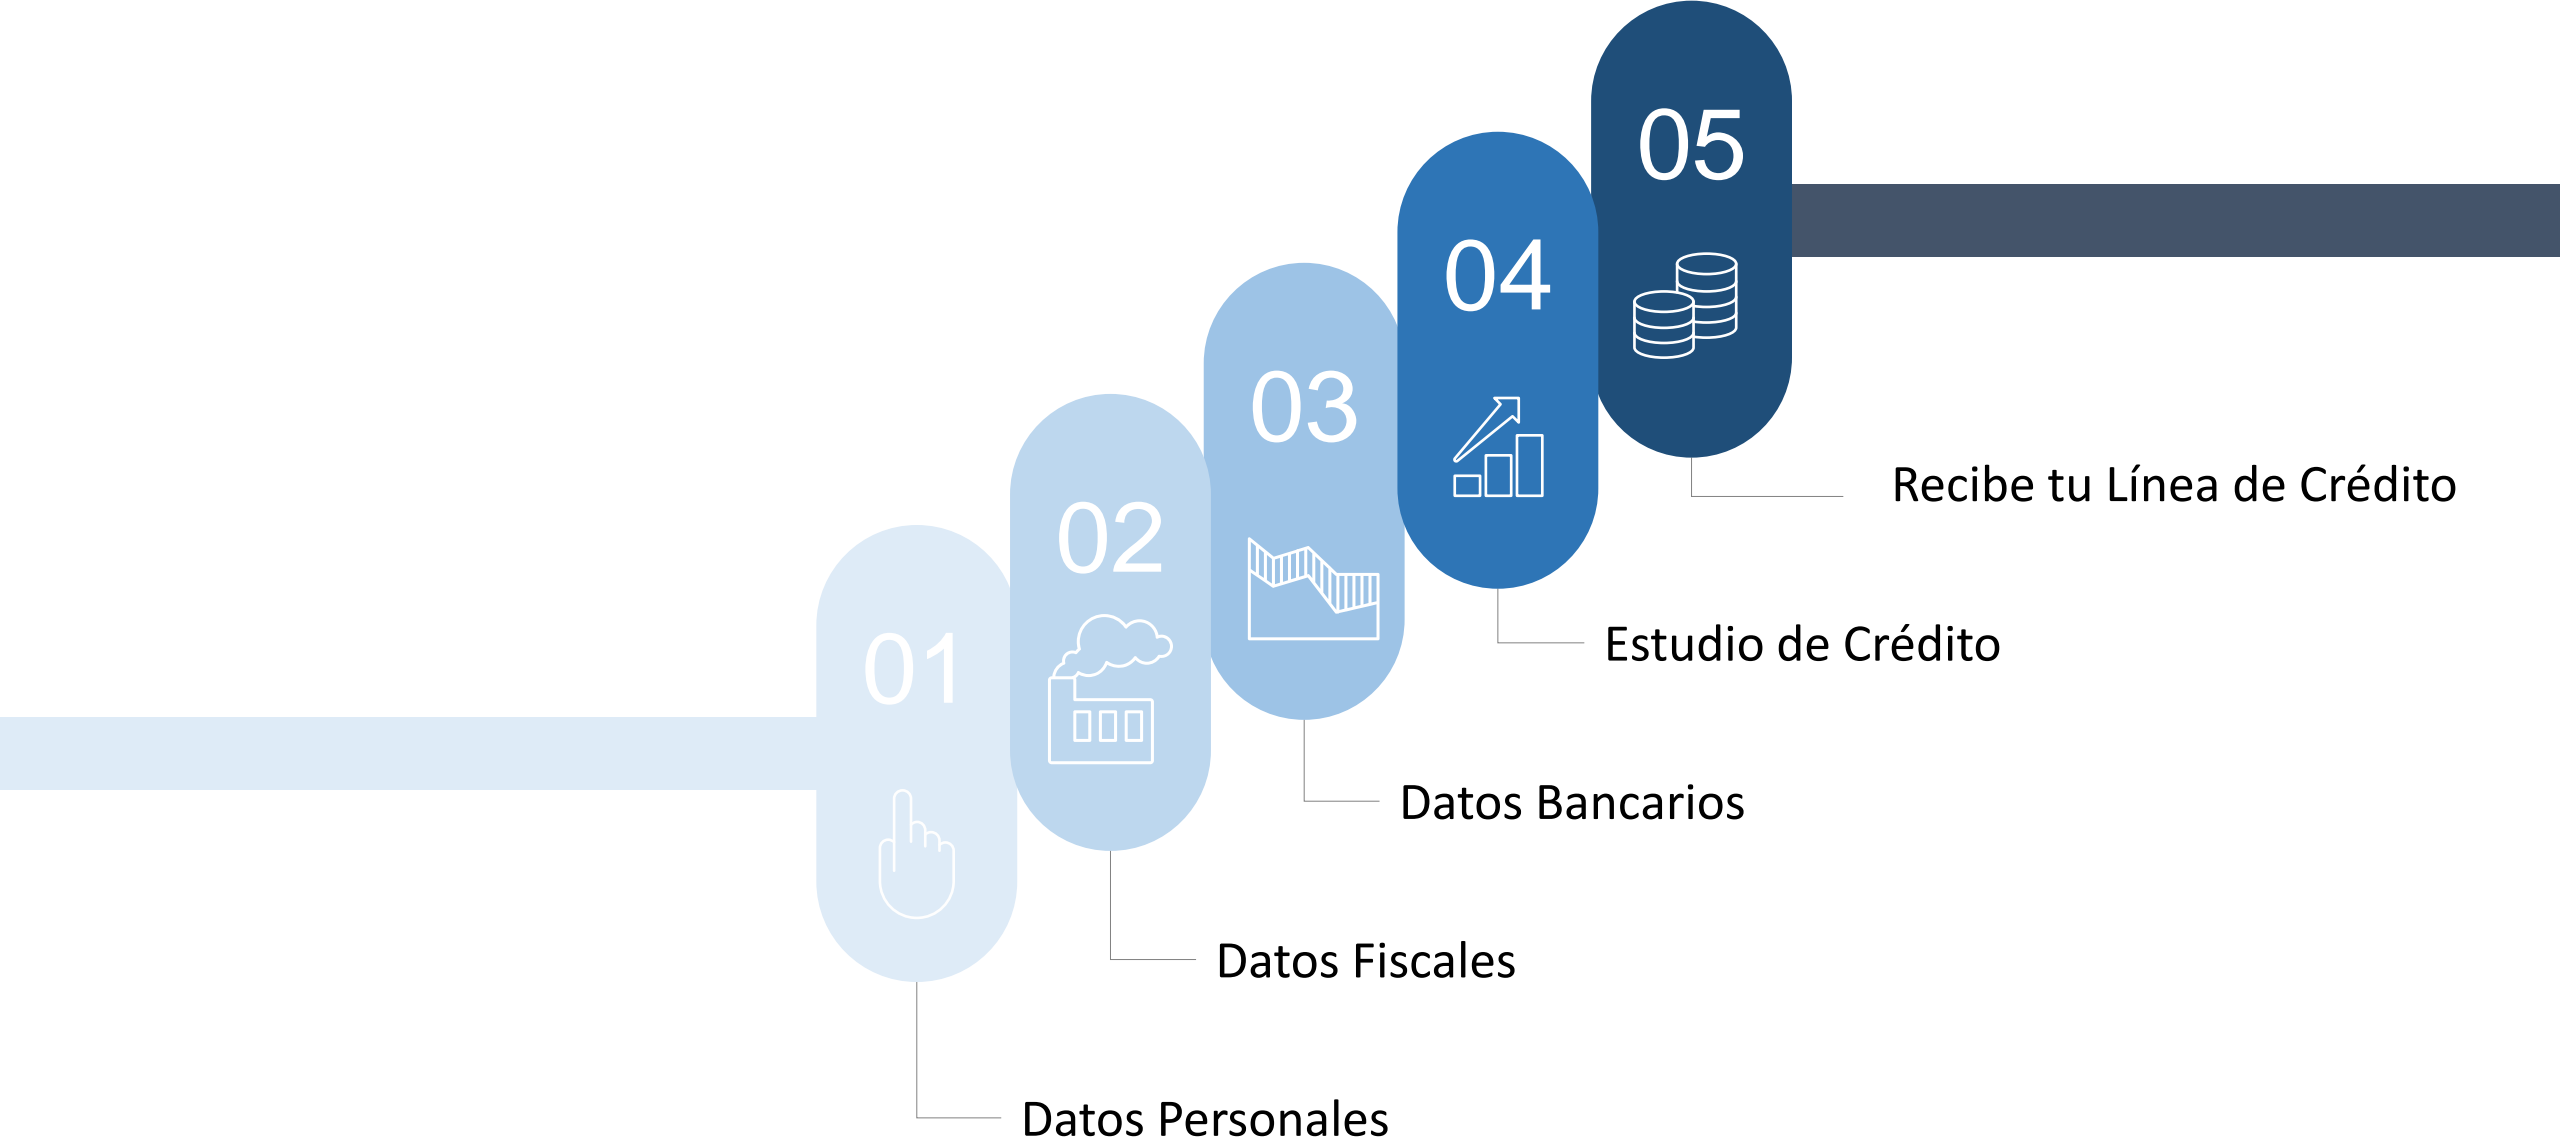 05
04
Recibe tu Línea de Crédito
03
02
Estudio de Crédito
01
Datos Bancarios
Datos Fiscales
Datos Personales